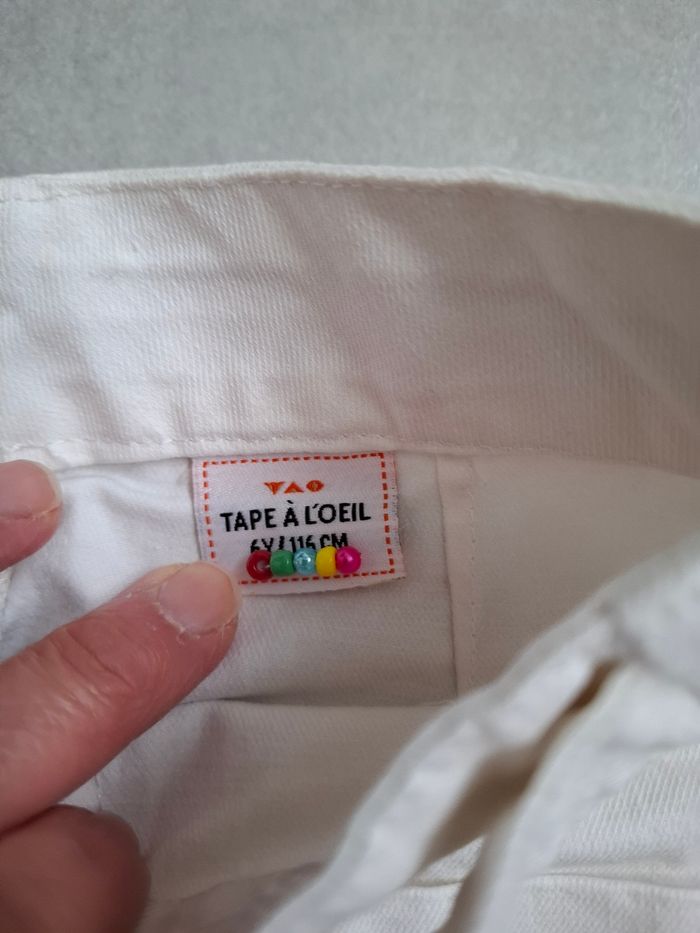 TAO
TAPE À L'OEIL
6Y/116 CM